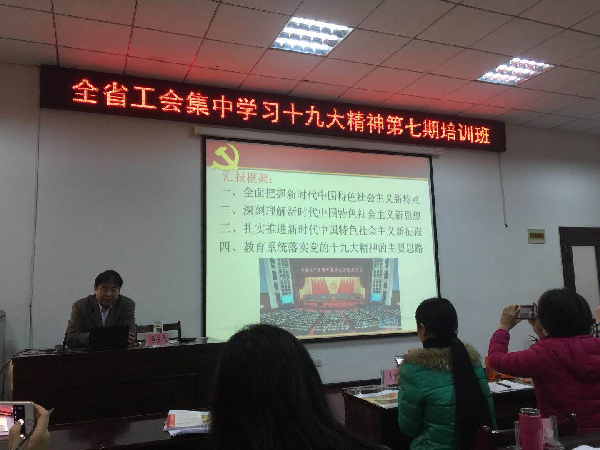 全省工会集中学习十九大精神第七期培训班
汇报框架：
一、全面把握新时代中国特色社会主义新特点
二、深刻理解新时代中国特色社会主义新思想
三、扎实推进新时代中国特色社会主义新征程
四、教育系统落实党的十九大精神的主要思路